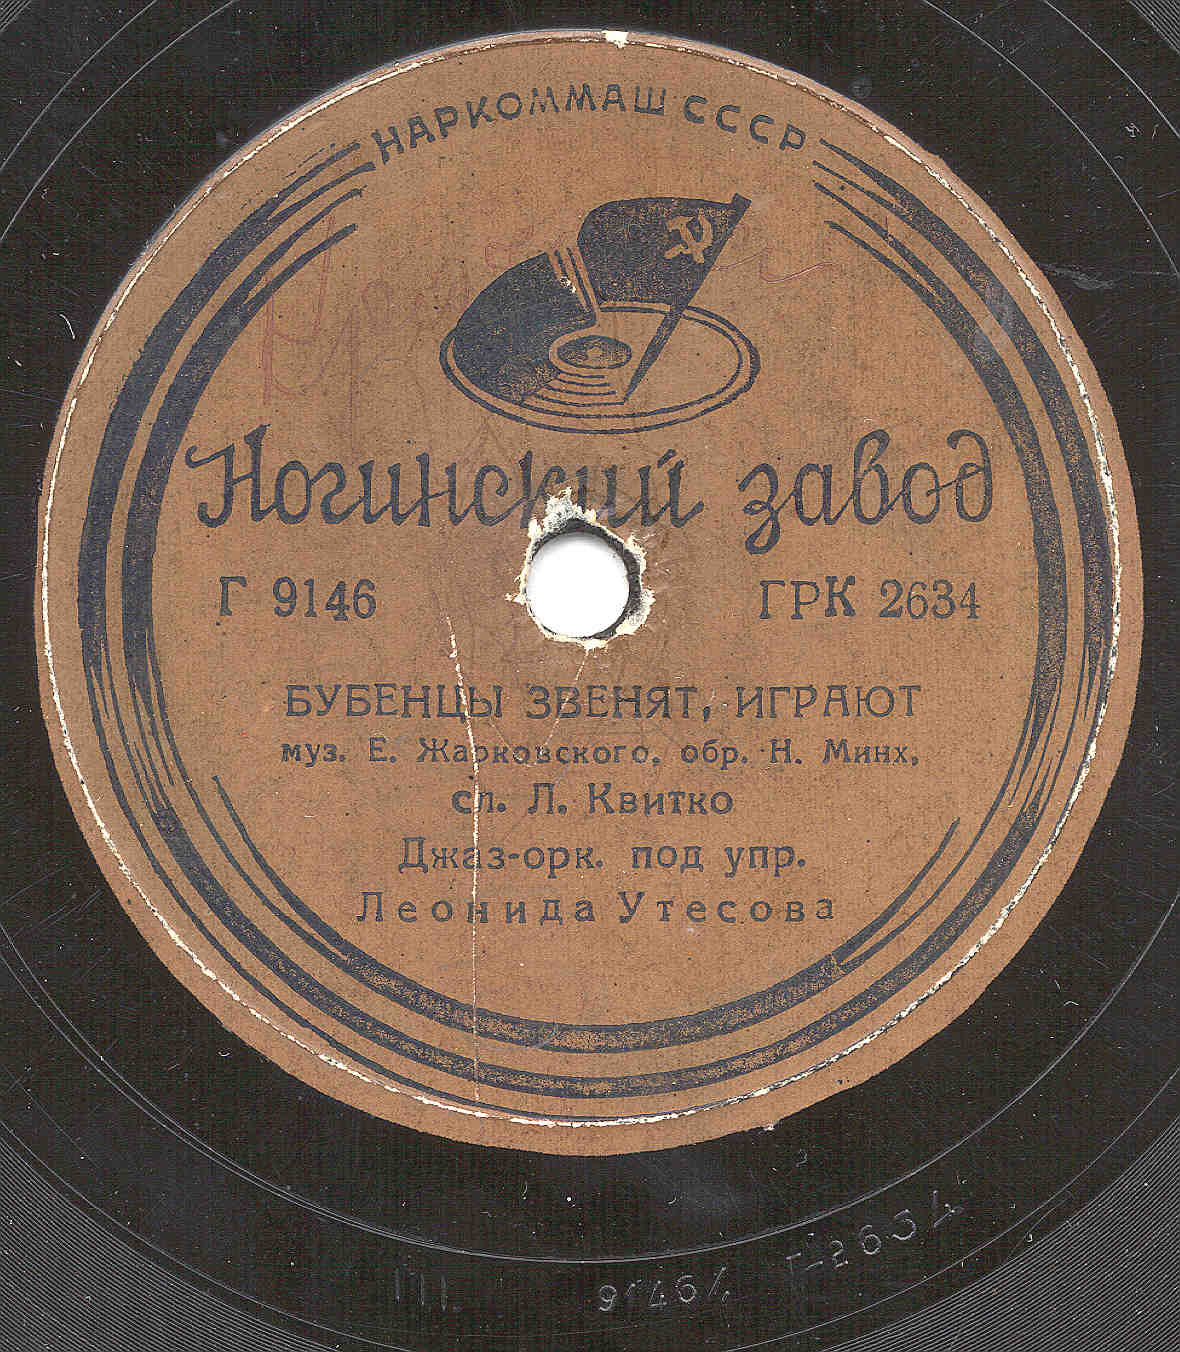 НАРКОММАШ СССР
Ногинский завод
Г 9146
ГРК 2634
БУБЕНЦЫ ЗВЕНЯТ, ИГРАЮТ
муз. Е. Жарковского, обр. Н. Минх,
сл. Л. Квитко
Джаз-орк. под упр.
Леонида Утесова
III.
9146/.
Г-2634